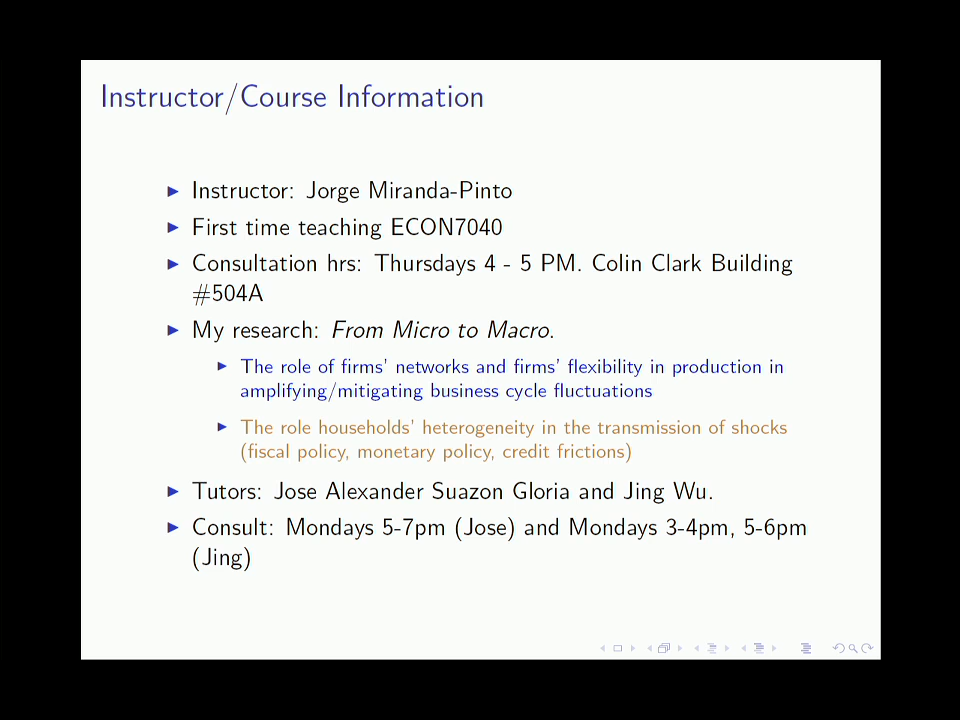 Instructor/Course Information
Instructor: Jorge Miranda-Pinto
First time teaching ECON7040
Consultation hrs: Thursdays 4 - 5 PM. Colin Clark Building
#504A
My research: From Micro to Macro.
The role of firms' networks and firms' flexibility in production in
amplifying/mitigating business cycle fluctuations
The role households' heterogeneity in the transmission of shocks
(fiscal policy, monetary policy, credit frictions)
Tutors: Jose Alexander Suazon Gloria and Jing Wu.
Consult: Mondays 5-7pm (Jose) and Mondays 3-4pm, 5-6pm
(Jing)